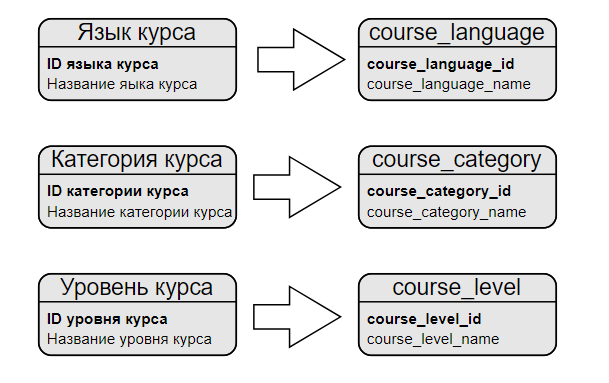 Язык курса
ID языка курса
Название яыка курса
course_language
course_language_id
course_language_name
Категория курса
ID категории курса
Название категории курса
course_category
course_category_id
course_category_name
Уровень курса
ID уровня курса
Название уровня курса
course_level
course_level_id
course_level_name